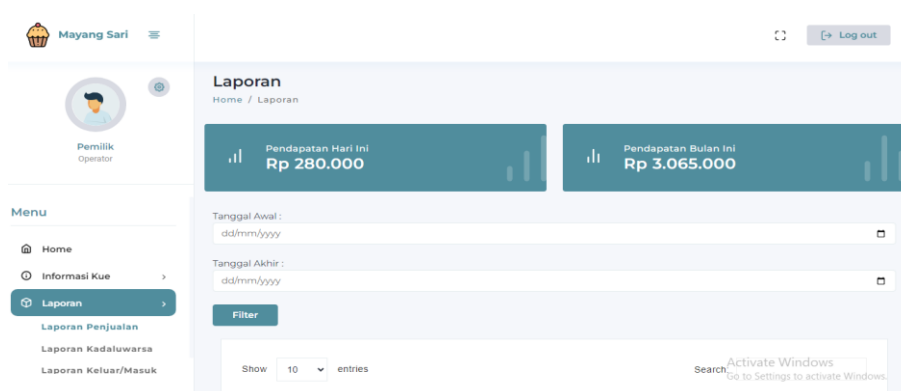 Mayang Sari
Log out
Pemilik
Operator
Menu
Home
Informasi Kue
Laporan
Laporan Penjualan
Laporan Kadaluwarsa
Laporan Keluar/Masuk
Laporan
Home / Laporan
Pendapatan Hari Ini
Rp 280.000
Pendapatan Bulan Ini
Rp 3.065.000
Tanggal Awal :
dd/mm/yyyy
Tanggal Akhir :
dd/mm/yyyy
Filter
Show 10 entries
Search:
Activate Windows
Go to Settings to activate Windows.